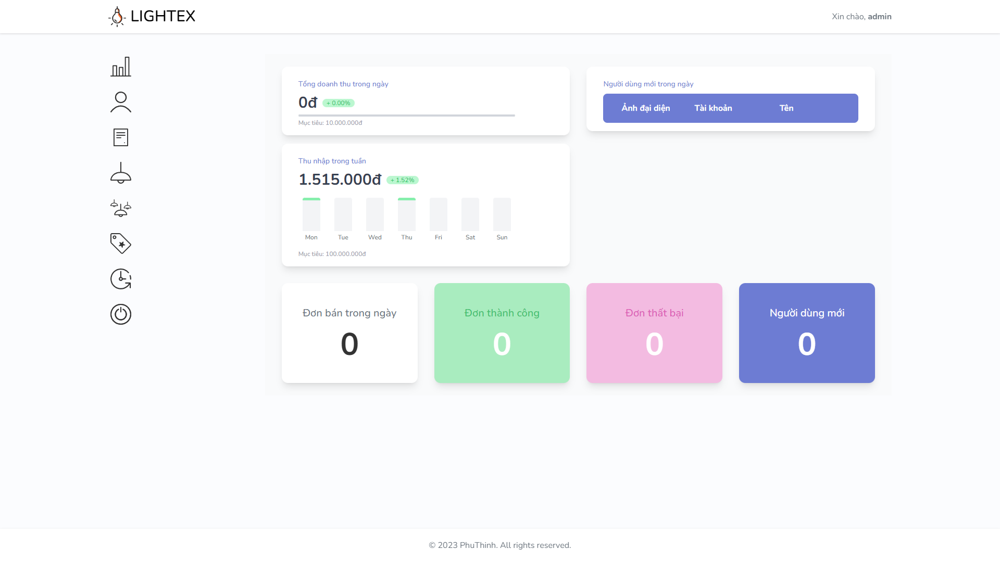 LIGHTEX
Xin chào, admin
Tổng doanh thu trong ngày
0đ + 0.00%
Mục tiêu: 10.000.000đ
Người dùng mới trong ngày
Ảnh đại diện Tài khoản Tên
Thu nhập trong tuần
1.515.000đ + 1.52%
Mon Tue Wed Thu Fri Sat Sun
Mục tiêu: 100.000.000đ
Đơn bán trong ngày
0
Đơn thành công
0
Đơn thất bại
0
Người dùng mới
0
© 2023 PhuThinh. All rights reserved.